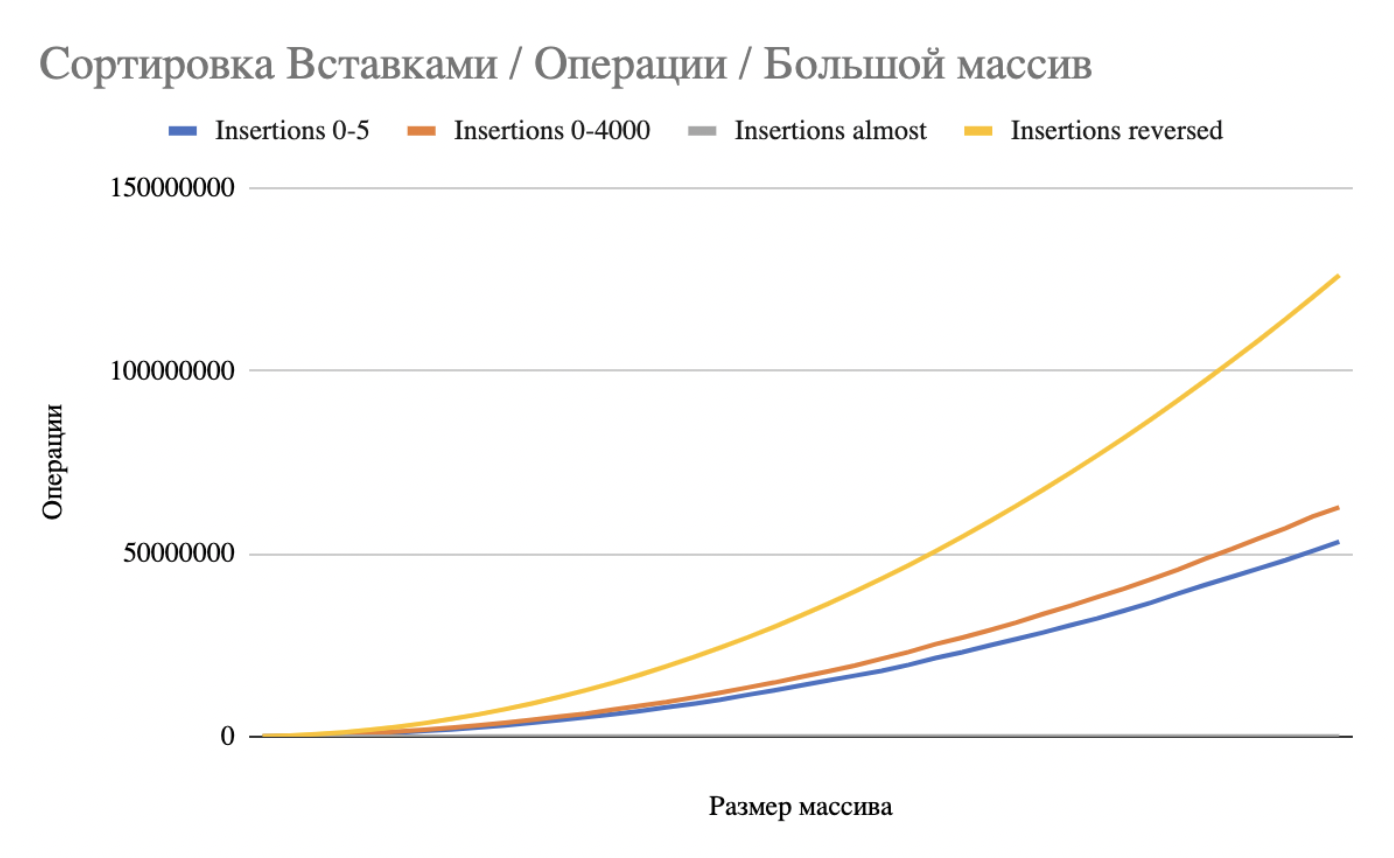 Сортировка Вставками / Операции / Большой массив
Insertions 0-5 Insertions 0-4000 Insertions almost Insertions reversed
150000000
100000000
50000000
0
Операции
Размер массива